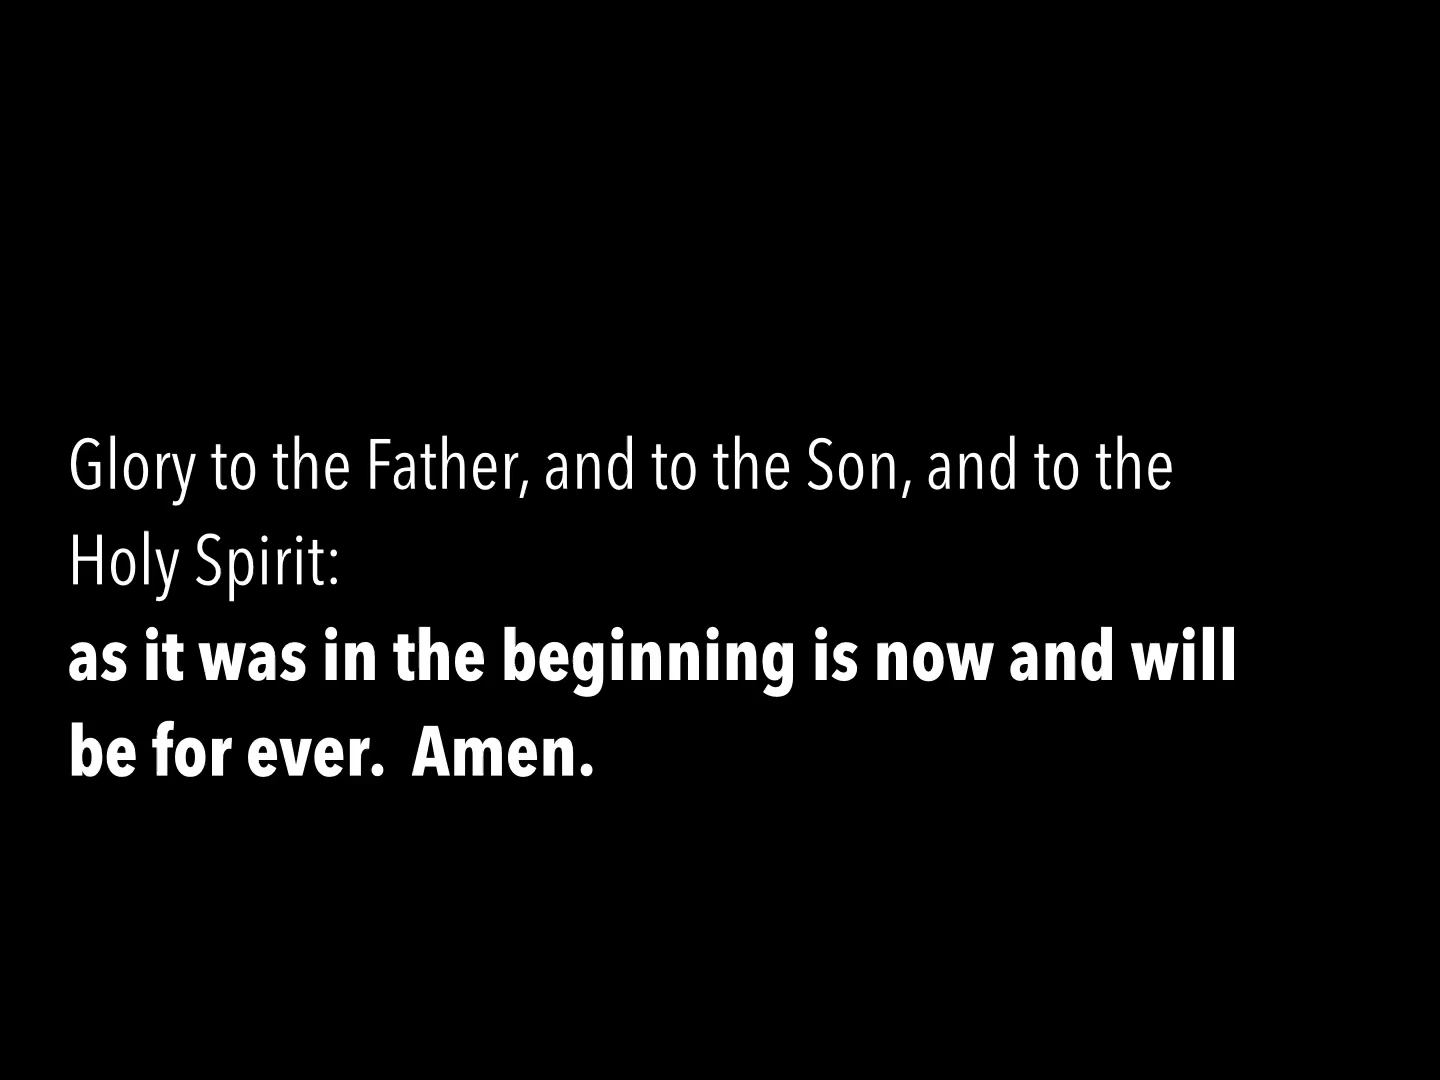 Glory to the Father, and to the Son, and to the
Holy Spirit:
as it was in the beginning is now and will
be for ever.  Amen.